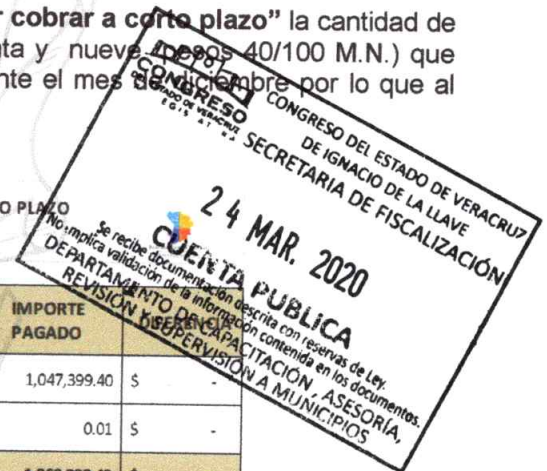 cobrar a corto plazo” la cantidad de
nueve pesos 40/100 M.N.) que
el mes de diciembre por lo que al
CONGRESO
CONGRESO DEL ESTADO DE VERACRUZ
DE IGNACIO DE LA LLAVE
SECRETARIA DE FISCALIZACIÓN
24 MAR. 2020
CUENTA PUBLICA
Se recibe documentación descrita con reservas de Ley.
No implica validación de la información contenida en los documentos.
DEPARTAMENTO DE CAPACITACIÓN, ASESORÍA,
REVISIÓN Y SUPERVISIÓN A MUNICIPIOS
PLAZO
IMPORTE PAGADO DIFERENCIA
1,047,399.40 $ -
0.01 $ -